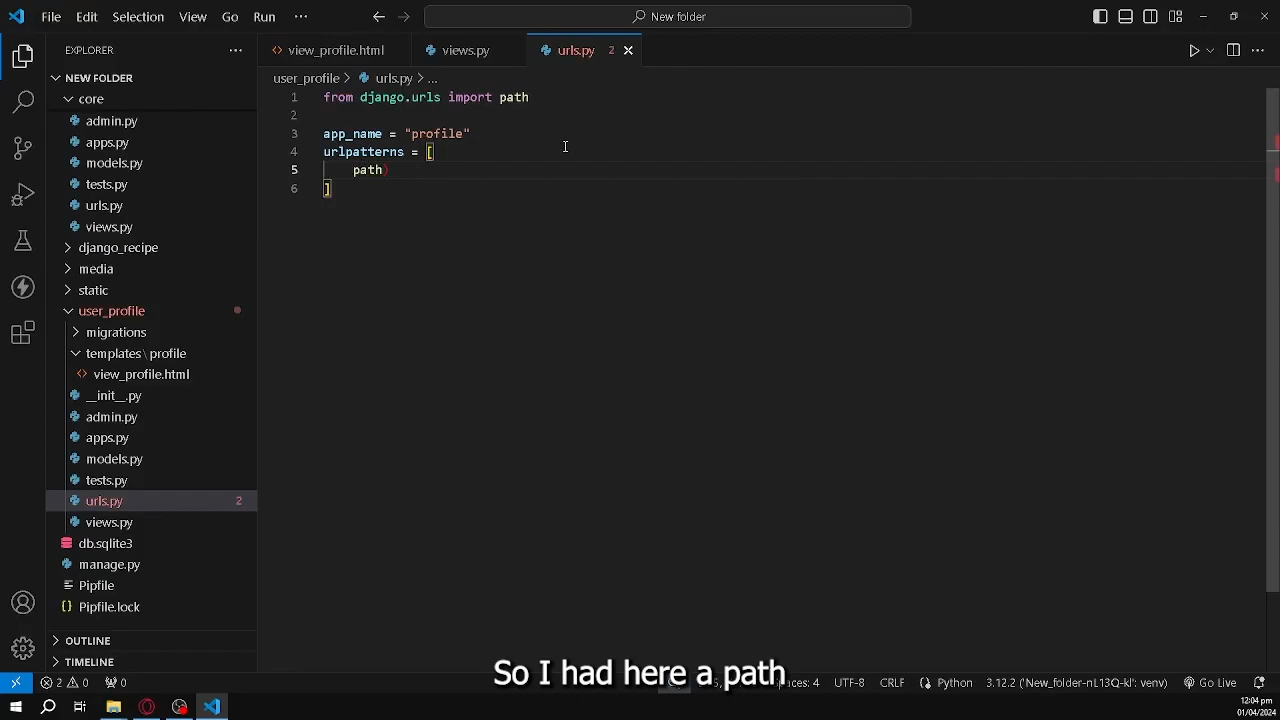 File Edit Selection View Go Run ··· New folder
EXPLORER ···
view_profile.html
views.py
urls.py 2
NEW FOLDER
user_profile > urls.py > ...
core
admin.py
apps.py
models.py
tests.py
urls.py
views.py
django_recipe
media
static
user_profile
migrations
templates\profile
view_profile.html
__init__.py
admin.py
apps.py
models.py
tests.py
urls.py 2
views.py
db.sqlite3
manage.py
Pipfile
Pipfile.lock
OUTLINE
TIMELINE
1 from django.urls import path
2
3 app_name = "profile"
4 urlpatterns = [
5 path)
6 ]
So I had here a path
2 0 0 aces: 4 UTF-8 CRLF Python 3.12.2 ('New_folder-nL13Q-kl': venv) Go Live
12:04 pm
01/04/2024